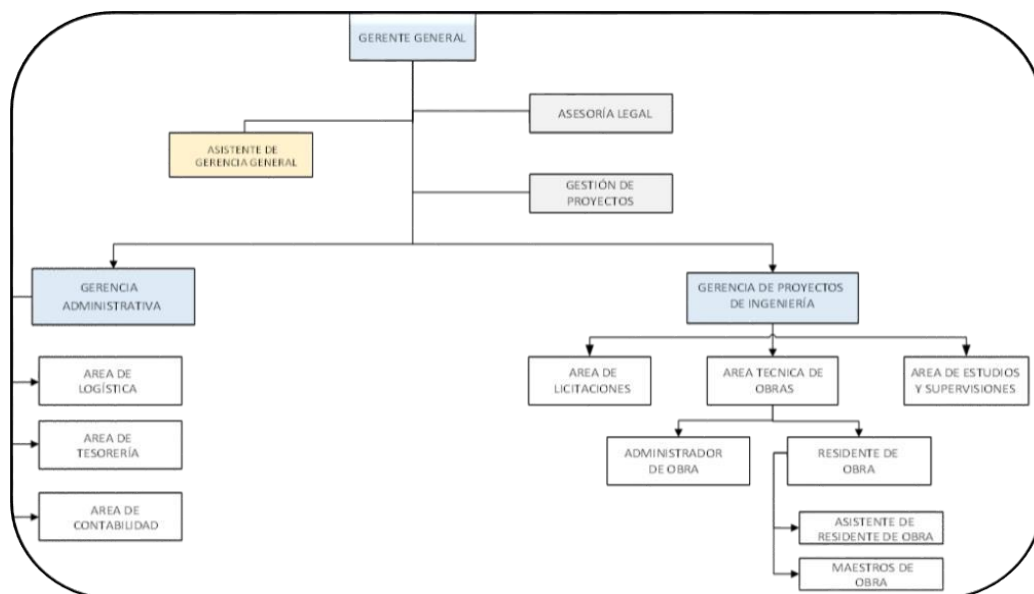 GERENTE GENERAL
ASESORÍA LEGAL
ASISTENTE DE
GERENCIA GENERAL
GESTIÓN DE
PROYECTOS
GERENCIA
ADMINISTRATIVA
GERENCIA DE PROYECTOS
DE INGENIERÍA
AREA DE
LOGÍSTICA
AREA DE
TESORERÍA
AREA DE
CONTABILIDAD
AREA DE
LICITACIONES
AREA TECNICA DE
OBRAS
AREA DE ESTUDIOS
Y SUPERVISIONES
ADMINISTRADOR
DE OBRA
RESIDENTE DE
OBRA
ASISTENTE DE
RESIDENTE DE OBRA
MAESTROS DE
OBRA